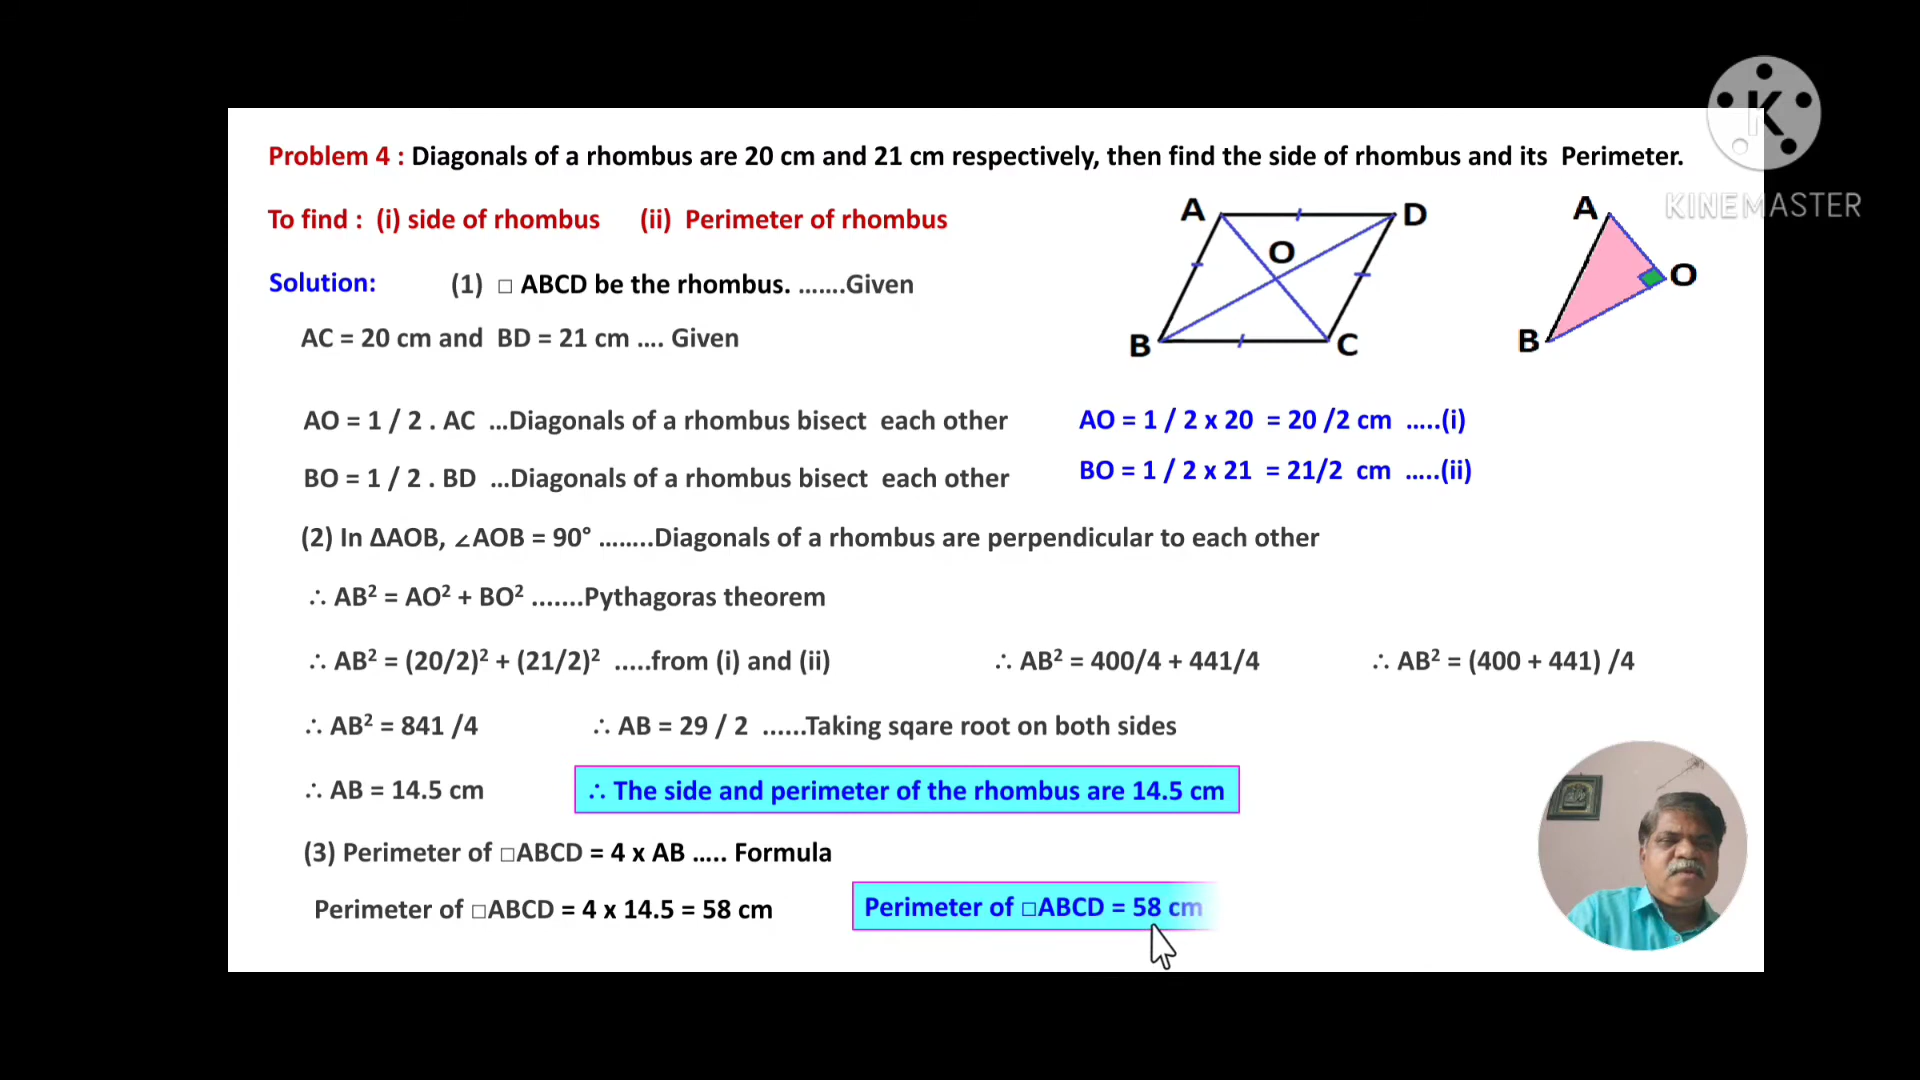 K
KINEMASTER
Problem 4 : Diagonals of a rhombus are 20 cm and 21 cm respectively, then find the side of rhombus and its Perimeter.
To find : (i) side of rhombus (ii) Perimeter of rhombus
A D O B C
A O B
Solution: (1) □ ABCD be the rhombus. .......Given
AC = 20 cm and BD = 21 cm .... Given
AO = 1 / 2 . AC ...Diagonals of a rhombus bisect each other AO = 1 / 2 x 20 = 20 /2 cm .....(i)
BO = 1 / 2 . BD ...Diagonals of a rhombus bisect each other BO = 1 / 2 x 21 = 21/2 cm .....(ii)
(2) In ΔAOB, ∠AOB = 90° ........Diagonals of a rhombus are perpendicular to each other
∴ AB² = AO² + BO² .......Pythagoras theorem
∴ AB² = (20/2)² + (21/2)² .....from (i) and (ii) ∴ AB² = 400/4 + 441/4 ∴ AB² = (400 + 441) /4
∴ AB² = 841 /4 ∴ AB = 29 / 2 ......Taking sqare root on both sides
∴ AB = 14.5 cm ∴ The side and perimeter of the rhombus are 14.5 cm
(3) Perimeter of □ABCD = 4 x AB ..... Formula
Perimeter of □ABCD = 4 x 14.5 = 58 cm Perimeter of □ABCD = 58 cm